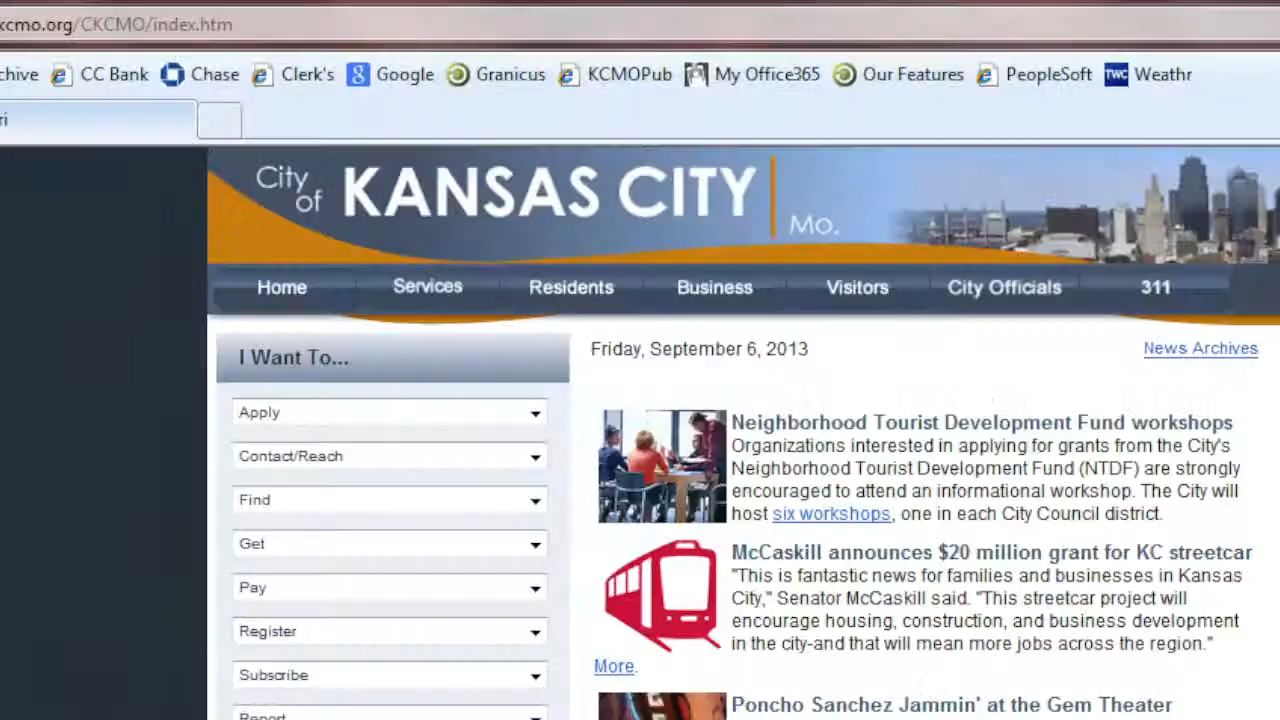 kcmo.org/CKCMO/index.htm
chive CC Bank Chase Clerk's Google Granicus KCMOPub My Office365 Our Features PeopleSoft TWC Weathr
ri
City of KANSAS CITY Mo.
Home Services Residents Business Visitors City Officials 311
I Want To...
Apply
Contact/Reach
Find
Get
Pay
Register
Subscribe
Report
Friday, September 6, 2013 News Archives
Neighborhood Tourist Development Fund workshops
Organizations interested in applying for grants from the City's
Neighborhood Tourist Development Fund (NTDF) are strongly
encouraged to attend an informational workshop. The City will
host six workshops, one in each City Council district.
McCaskill announces $20 million grant for KC streetcar
"This is fantastic news for families and businesses in Kansas
City," Senator McCaskill said. "This streetcar project will
encourage housing, construction, and business development
in the city-and that will mean more jobs across the region."
More.
Poncho Sanchez Jammin' at the Gem Theater